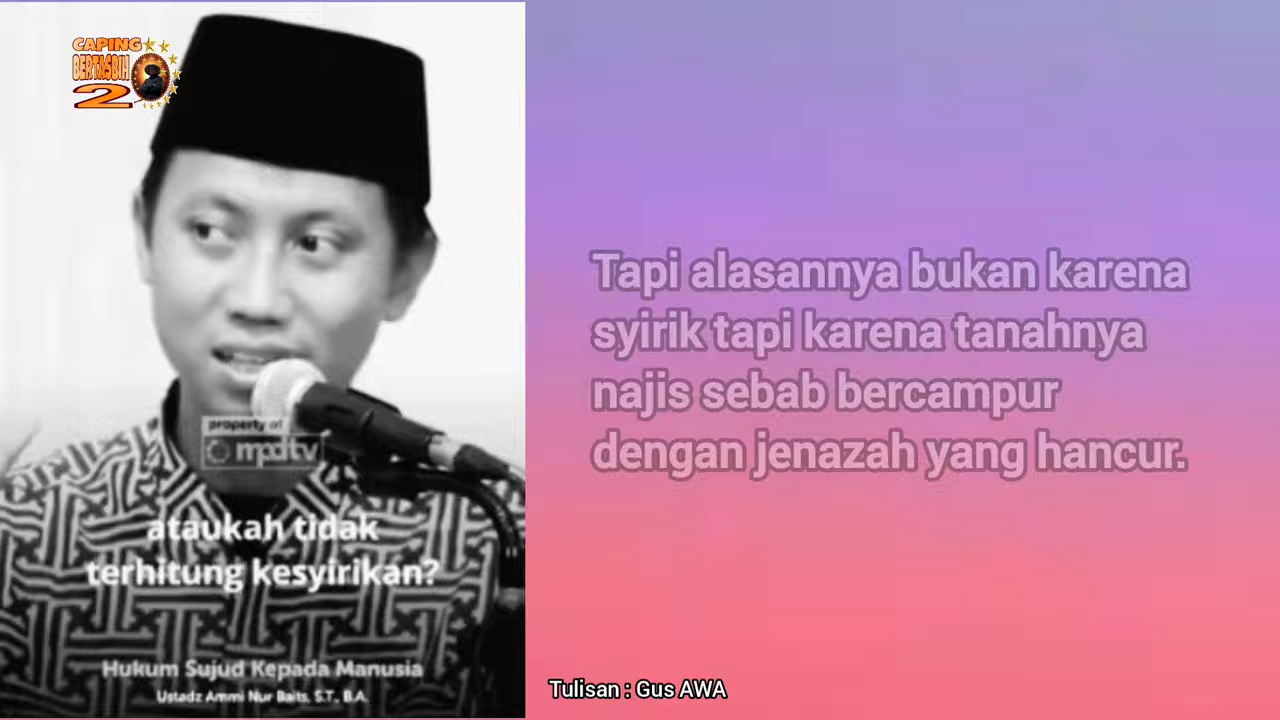 CAPING
BERTASBIH
2
property of
mpdtv
ataukah tidak
terhitung kesyirikan?
Hukum Sujud Kepada Manusia
Ustadz Ammi Nur Baits, S.T., B.A.
Tapi alasannya bukan karena
syirik tapi karena tanahnya
najis sebab bercampur
dengan jenazah yang hancur.
Tulisan : Gus AWA